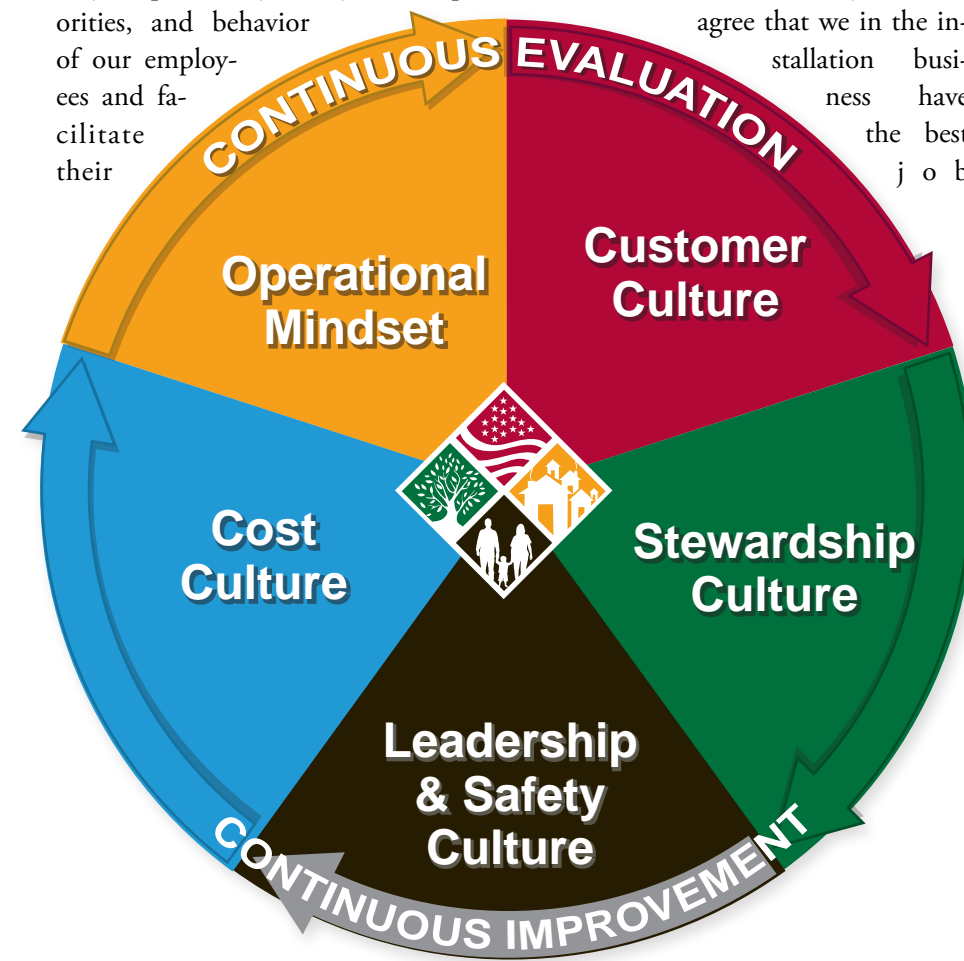 orities, and behavior
of our employ-
ees and fa-
cilitate
their
agree that we in the in-
stallation busi-
ness have
the best
job
CONTINUOUS EVALUATION
Operational
Mindset
Customer
Culture
Cost
Culture
Stewardship
Culture
Leadership
& Safety
Culture
CONTINUOUS IMPROVEMENT